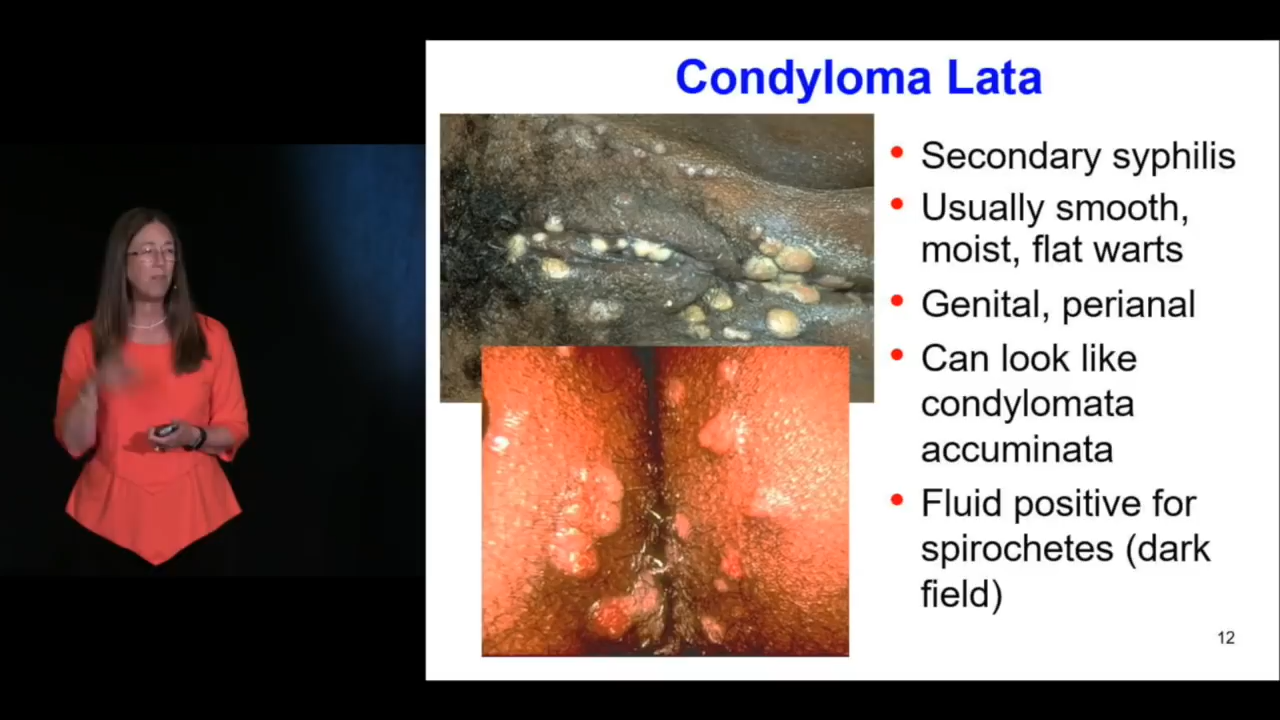 Condyloma Lata
• Secondary syphilis
• Usually smooth,
moist, flat warts
• Genital, perianal
• Can look like
condylomata
accuminata
• Fluid positive for
spirochetes (dark
field)
12